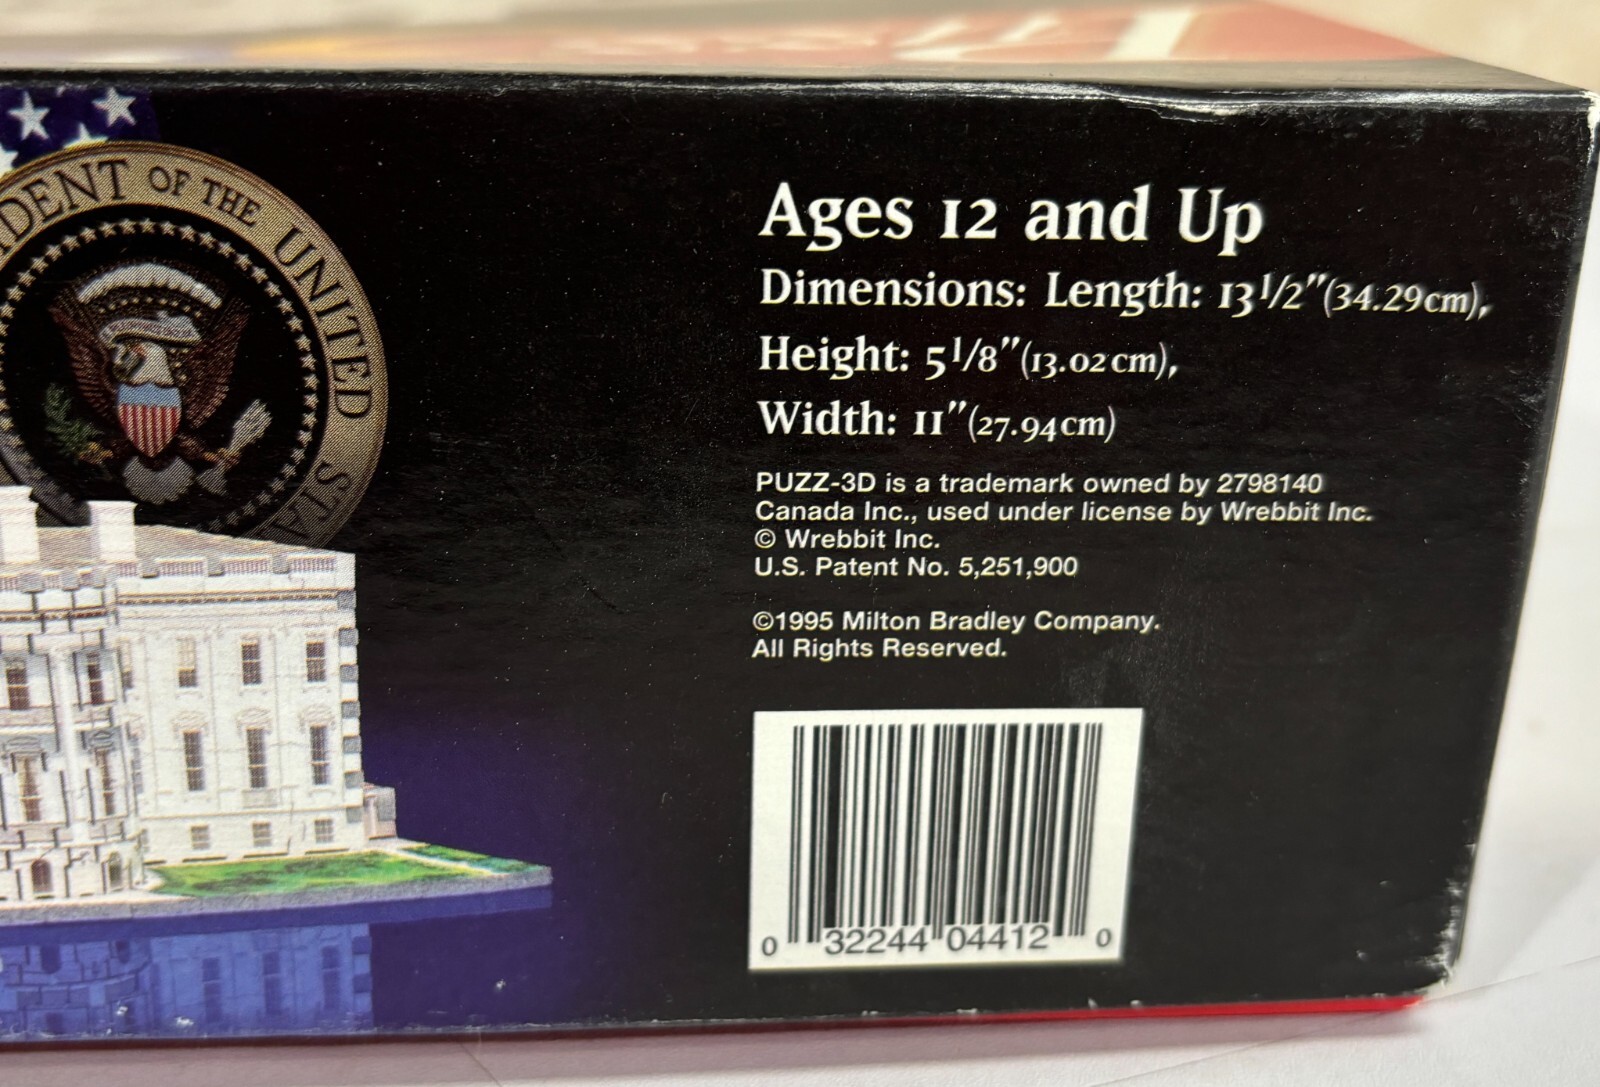 IDENT OF THE UNITED STA
Ages 12 and Up
Dimensions: Length: 13 1/2"(34.29cm),
Height: 5 1/8"(13.02cm),
Width: 11"(27.94cm)
PUZZ-3D is a trademark owned by 2798140
Canada Inc., used under license by Wrebbit Inc.
© Wrebbit Inc.
U.S. Patent No. 5,251,900
©1995 Milton Bradley Company.
All Rights Reserved.
0 32244 04412 0